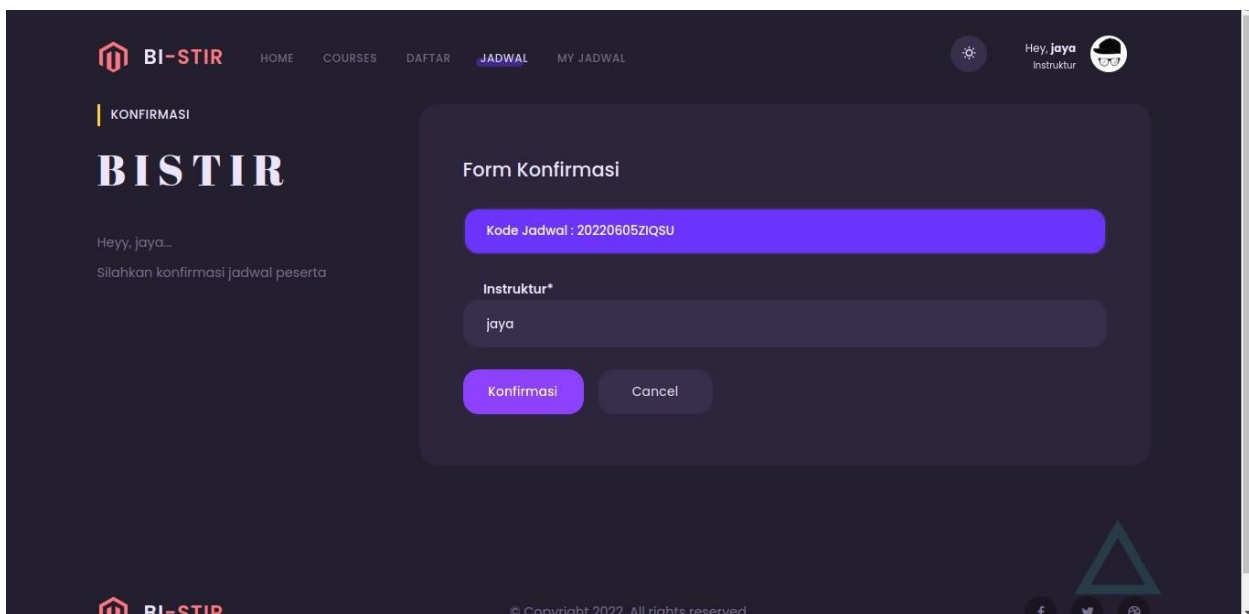 BI-STIR
HOME COURSES DAFTAR JADWAL MY JADWAL
Hey, jaya
Instruktur
KONFIRMASI
BISTIR
Heyy, jaya...
Silahkan konfirmasi jadwal peserta
Form Konfirmasi
Kode Jadwal : 20220605ZIQSU
Instruktur*
jaya
Konfirmasi Cancel
BI-STIR
© Copyright 2022. All rights reserved